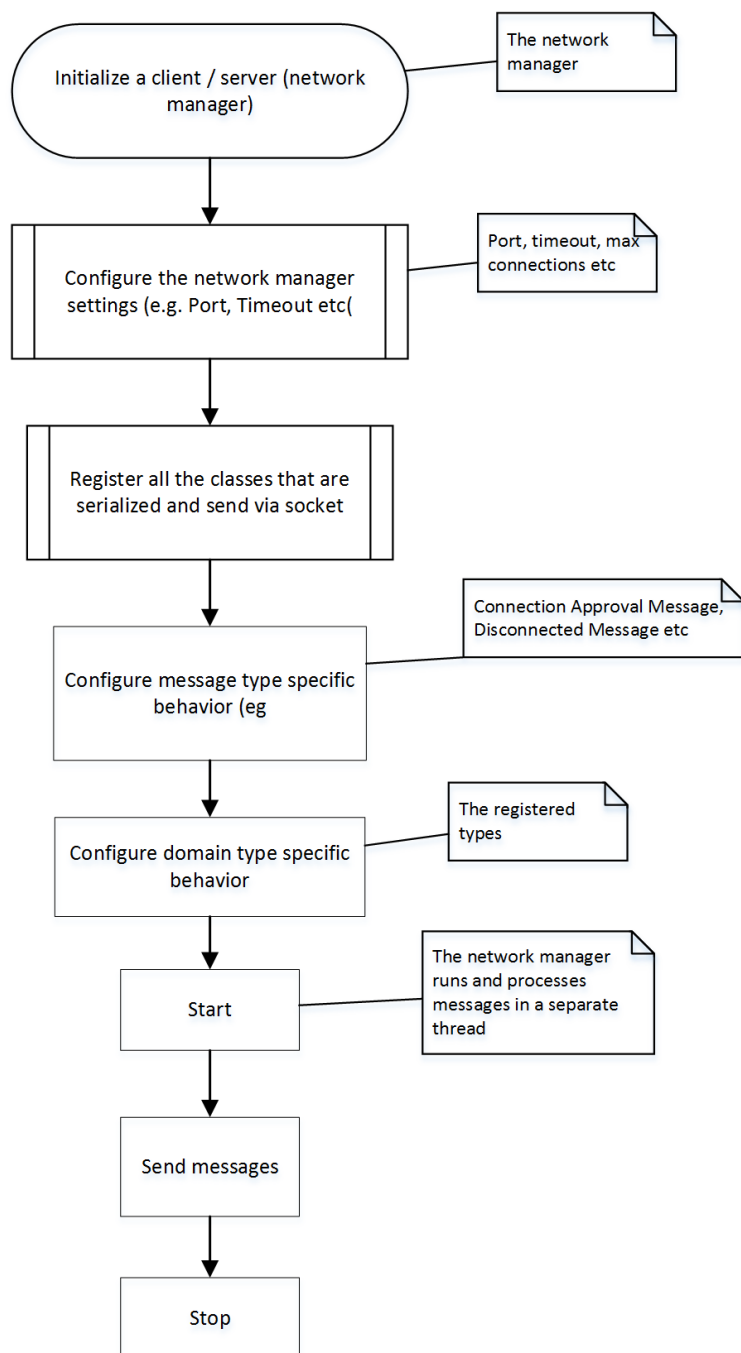 Initialize a client / server (network
manager)
The network
manager
Configure the network manager
settings (e.g. Port, Timeout etc(
Port, timeout, max
connections etc
Register all the classes that are
serialized and send via socket
Connection Approval Message,
Disconnected Message etc
Configure message type specific
behavior (eg
The registered
types
Configure domain type specific
behavior
The network manager
runs and processes
messages in a separate
thread
Start
Send messages
Stop